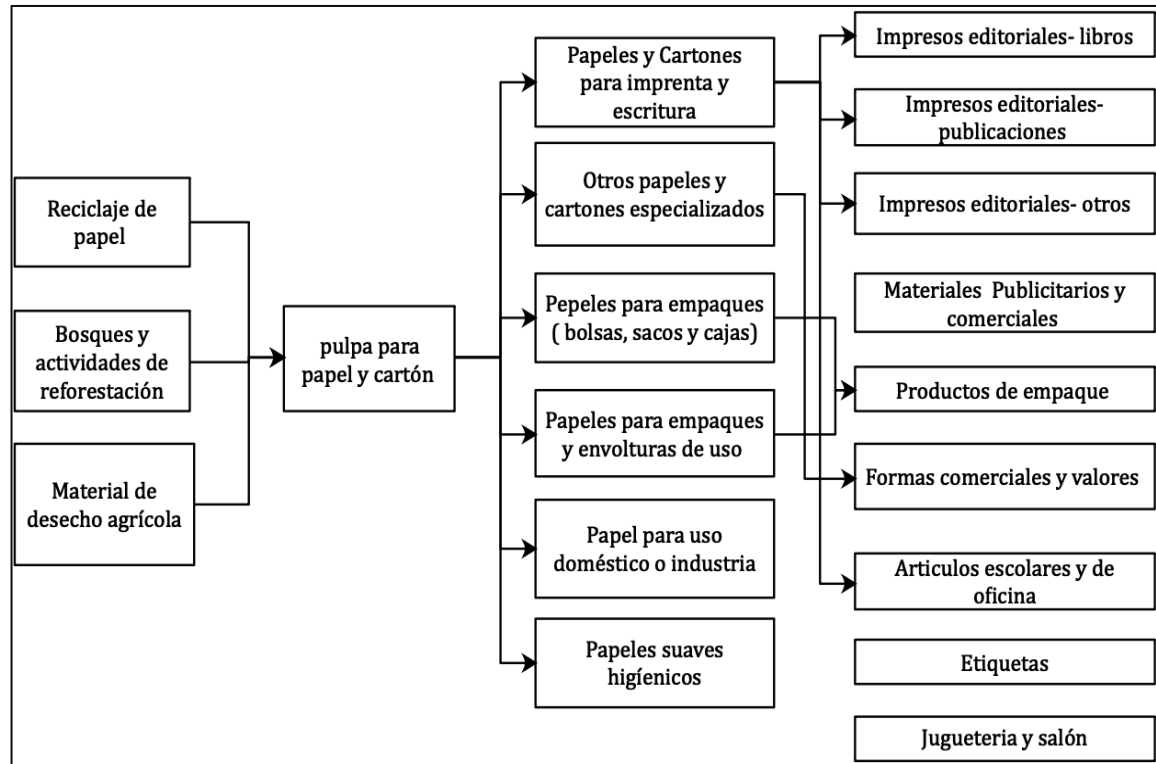 Reciclaje de
papel
Bosques y
actividades de
reforestación
Material de
desecho agrícola
pulpa para
papel y cartón
Papeles y Cartones
para imprenta y
escritura
Otros papeles y
cartones especializados
Pepeles para empaques
( bolsas, sacos y cajas)
Papeles para empaques
y envolturas de uso
Papel para uso
doméstico o industria
Papeles suaves
higíenicos
Impresos editoriales- libros
Impresos editoriales-
publicaciones
Impresos editoriales- otros
Materiales Publicitarios y
comerciales
Productos de empaque
Formas comerciales y valores
Articulos escolares y de
oficina
Etiquetas
Jugueteria y salón